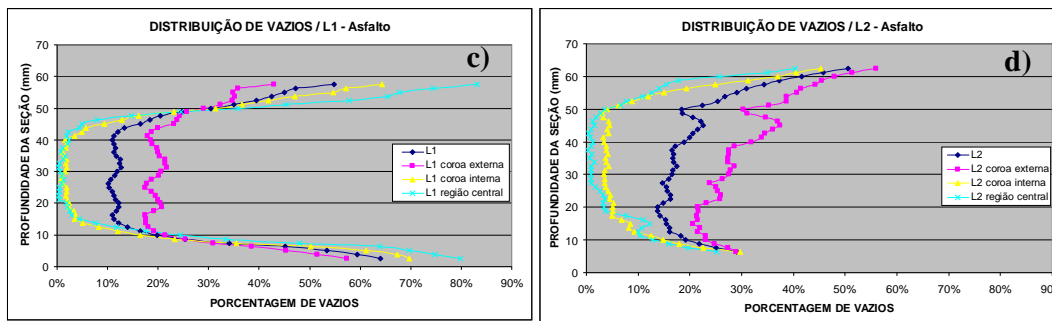 DISTRIBUIÇÃO DE VAZIOS / L1 - Asfalto
c)
PROFUNDIDADE DA SEÇÃO (mm)
70
60
50
40
30
20
10
0
0%
10%
20%
30%
40%
50%
60%
70%
80%
90%
PORCENTAGEM DE VAZIOS
L1
L1 coroa externa
L1 coroa interna
L1 região central
DISTRIBUIÇÃO DE VAZIOS / L2 - Asfalto
d)
PROFUNDIDADE DA SEÇÃO (mm)
70
60
50
40
30
20
10
0
0%
10%
20%
30%
40%
50%
60%
70%
80%
90%
PORCENTAGEM DE VAZIOS
L2
L2 coroa externa
L2 coroa interna
L2 região central